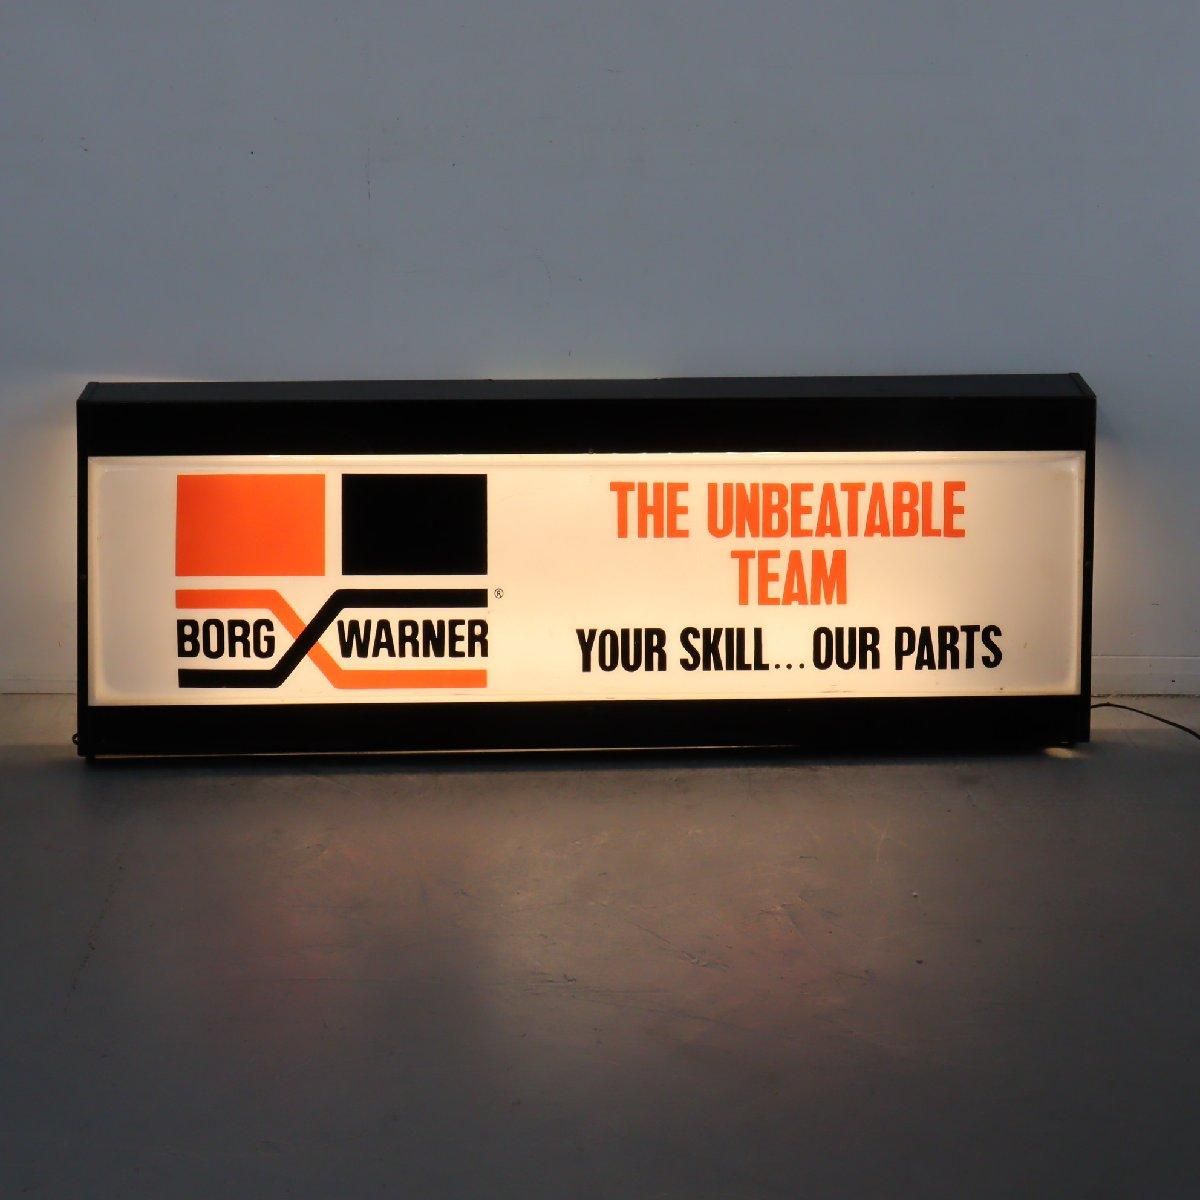 BORG WARNER ®
THE UNBEATABLE
TEAM
YOUR SKILL...OUR PARTS